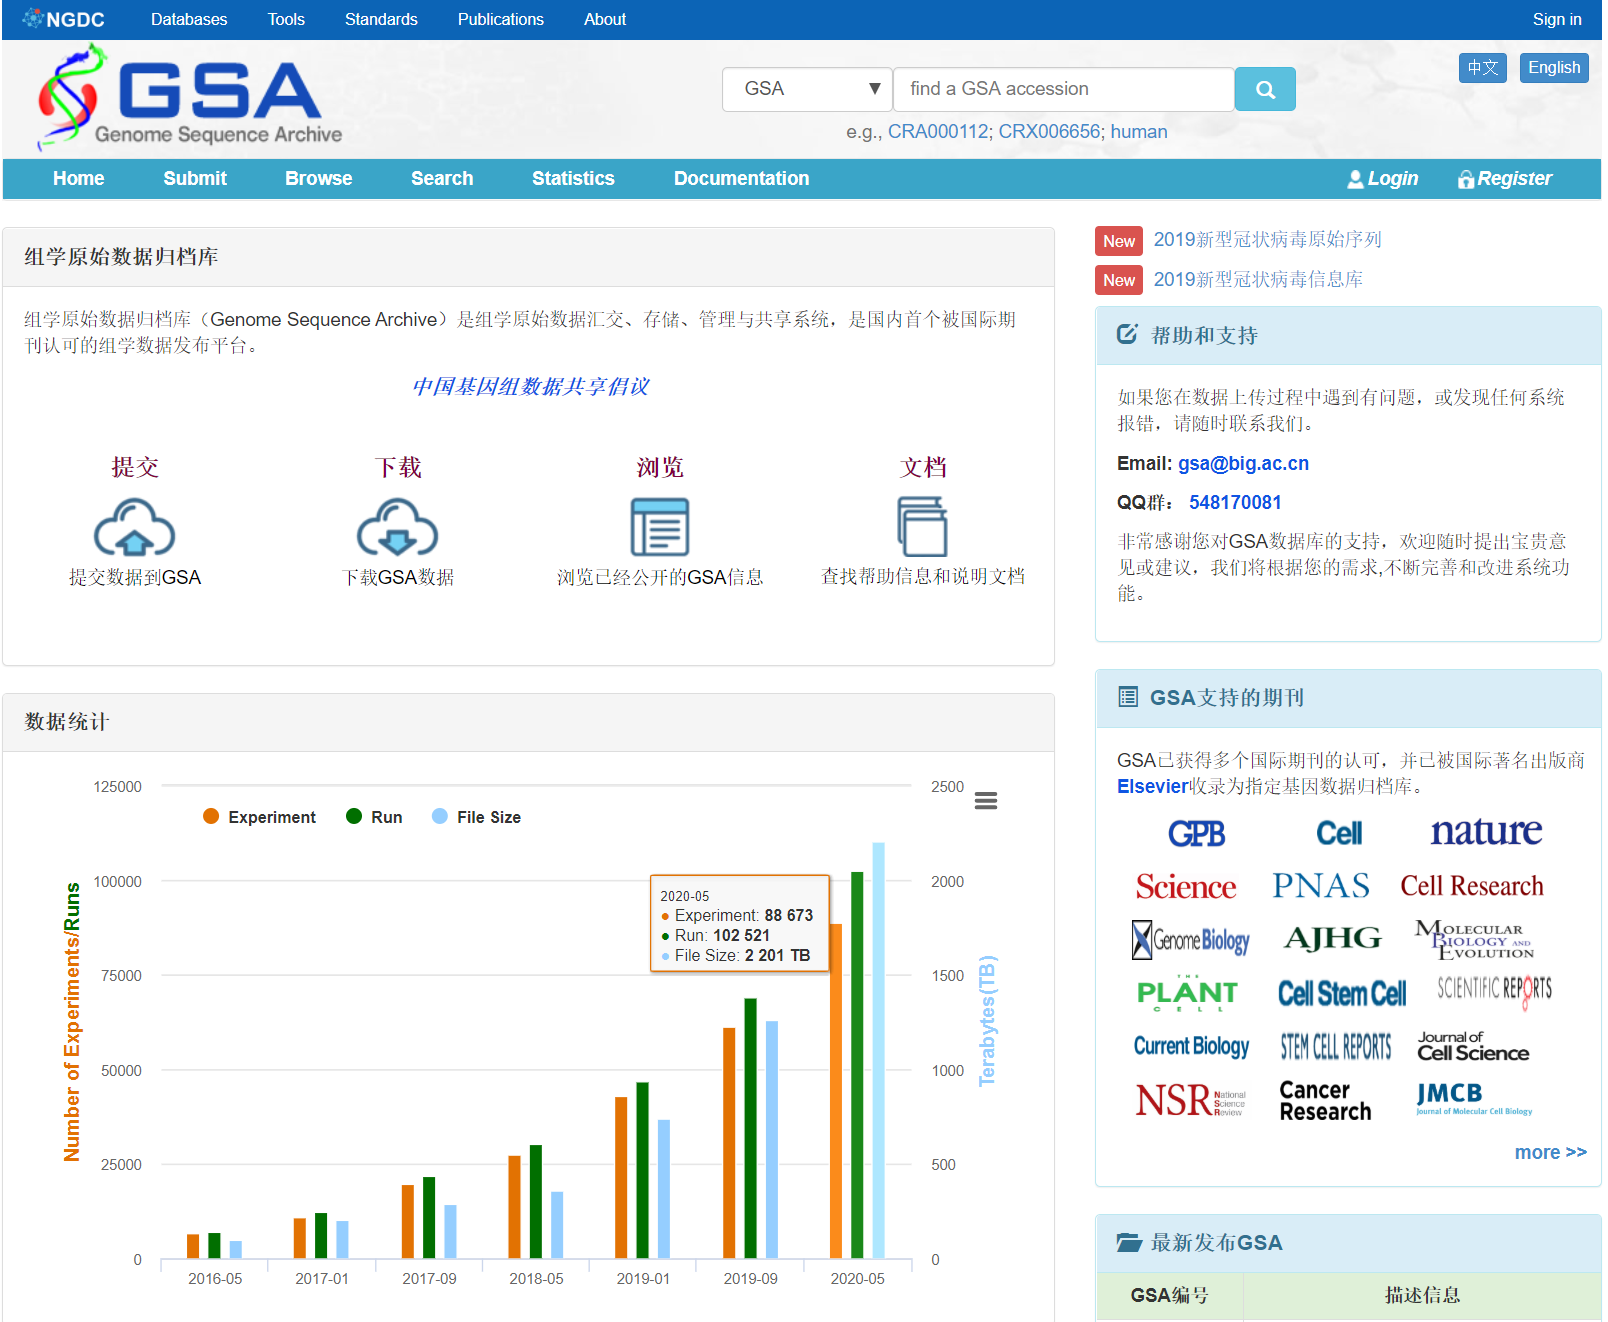 NGDC Databases Tools Standards Publications About Sign in
GSA
Genome Sequence Archive
GSA ▼ find a GSA accession
e.g., CRA000112; CRX006656; human
中文 English
Home Submit Browse Search Statistics Documentation Login Register
组学原始数据归档库
组学原始数据归档库（Genome Sequence Archive）是组学原始数据汇交、存储、管理与共享系统，是国内首个被国际期
刊认可的组学数据发布平台。
中国基因组数据共享倡议
提交 下载 浏览 文档
提交数据到GSA 下载GSA数据 浏览已经公开的GSA信息 查找帮助信息和说明文档
数据统计
Experiment Run File Size
Number of Experiments/Runs
125000
100000
75000
50000
25000
0
2500
2000
1500
1000
500
0
Terabytes(TB)
2020-05
Experiment: 88 673
Run: 102 521
File Size: 2 201 TB
2016-05 2017-01 2017-09 2018-05 2019-01 2019-09 2020-05
New 2019新型冠状病毒原始序列
New 2019新型冠状病毒信息库
帮助和支持
如果您在数据上传过程中遇到有问题，或发现任何系统
报错，请随时联系我们。
Email: gsa@big.ac.cn
QQ群： 548170081
非常感谢您对GSA数据库的支持，欢迎随时提出宝贵意
见或建议，我们将根据您的需求,不断完善和改进系统功
能。
GSA支持的期刊
GSA已获得多个国际期刊的认可，并已被国际著名出版商
Elsevier收录为指定基因数据归档库。
GPB Cell nature
Science PNAS Cell Research
Genome Biology AJHG MOLECULAR BIOLOGY AND EVOLUTION
THE PLANT CELL Cell Stem Cell SCIENTIFIC REPORTS
Current Biology STEM CELL REPORTS Journal of Cell Science
NSR National Science Review Cancer Research JMCB Journal of Molecular Cell Biology
more >>
最新发布GSA
GSA编号 描述信息